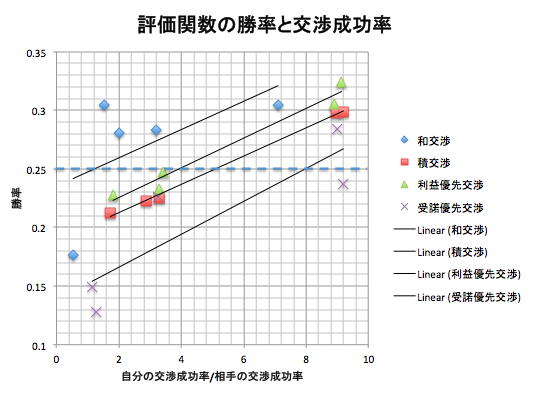 評価関数の勝率と交渉成功率
0.35
0.3
0.25
0.2
0.15
0.1
勝率
0 2 4 6 8 10
自分の交渉成功率/相手の交渉成功率
和交渉
積交渉
利益優先交渉
受諾優先交渉
Linear (和交渉)
Linear (積交渉)
Linear (利益優先交渉)
Linear (受諾優先交渉)